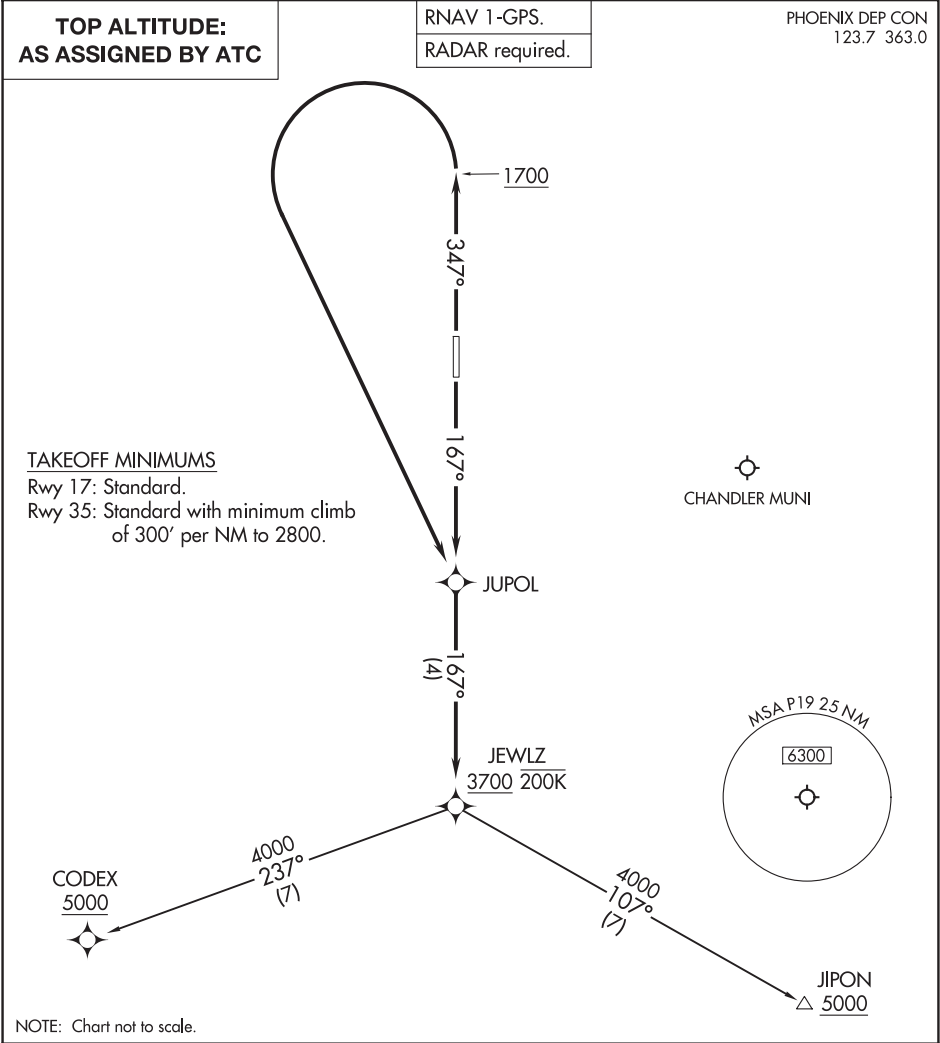 TOP ALTITUDE:
AS ASSIGNED BY ATC
RNAV 1-GPS.
RADAR required.
PHOENIX DEP CON
123.7 363.0
1700
347°
167°
TAKEOFF MINIMUMS
Rwy 17: Standard.
Rwy 35: Standard with minimum climb
of 300' per NM to 2800.
CHANDLER MUNI
JUPOL
167°
(4)
JEWLZ
3700 200K
MSA P19 25 NM
6300
4000
237°
(7)
CODEX
5000
4000
107°
(7)
JIPON
5000
NOTE: Chart not to scale.